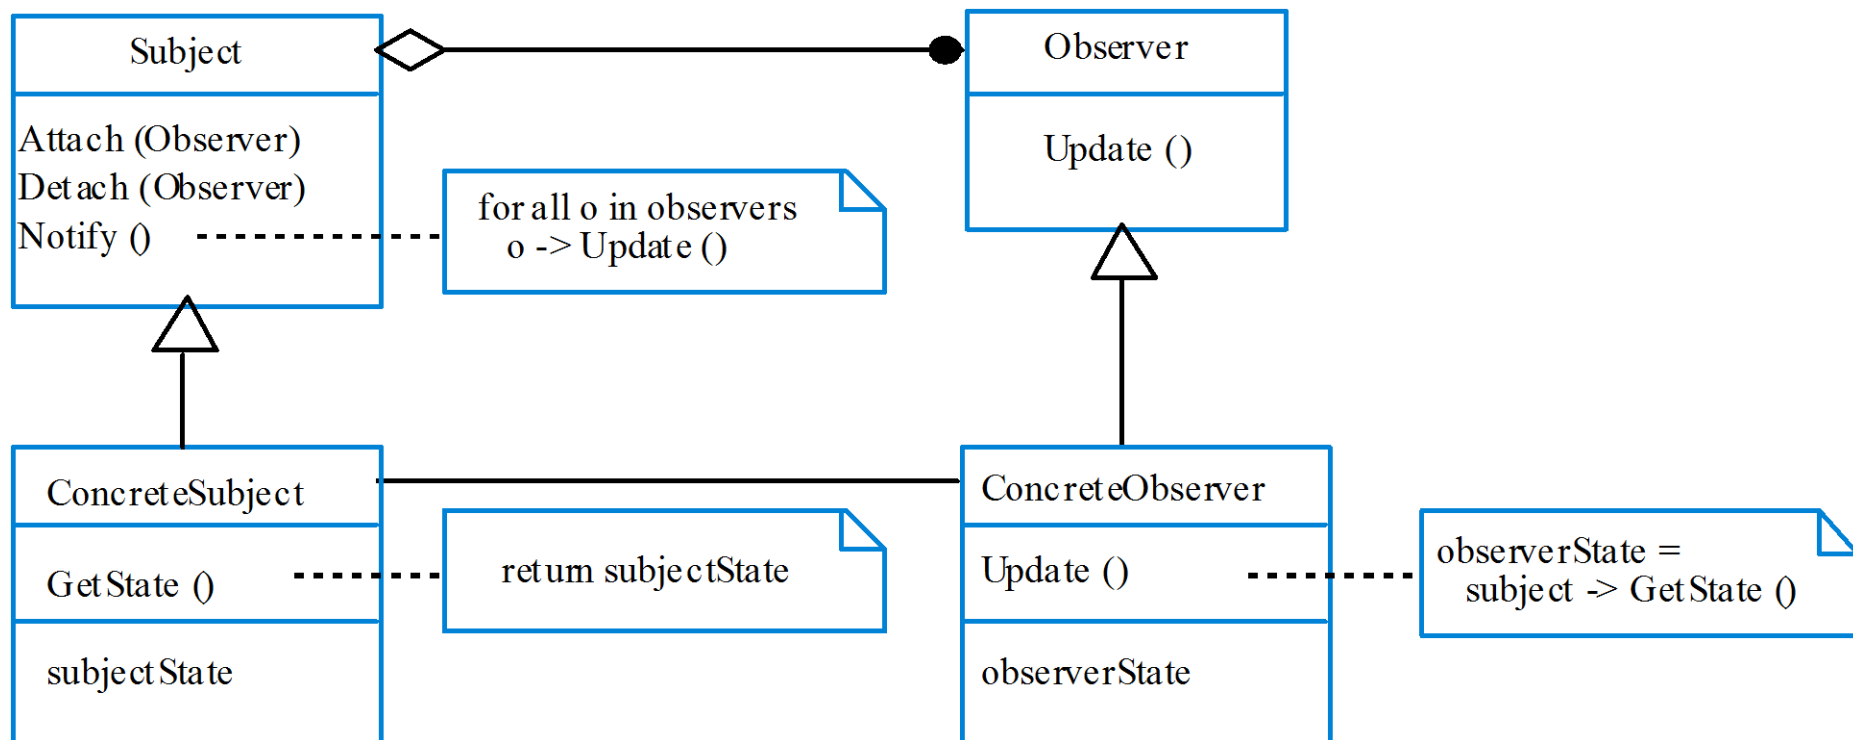 Subject
Attach (Observer)
Detach (Observer)
Notify ()
for all o in observers
o -> Update ()
Observer
Update ()
ConcreteSubject
GetState ()
subjectState
return subjectState
ConcreteObserver
Update ()
observerState
observerState =
subject -> GetState ()